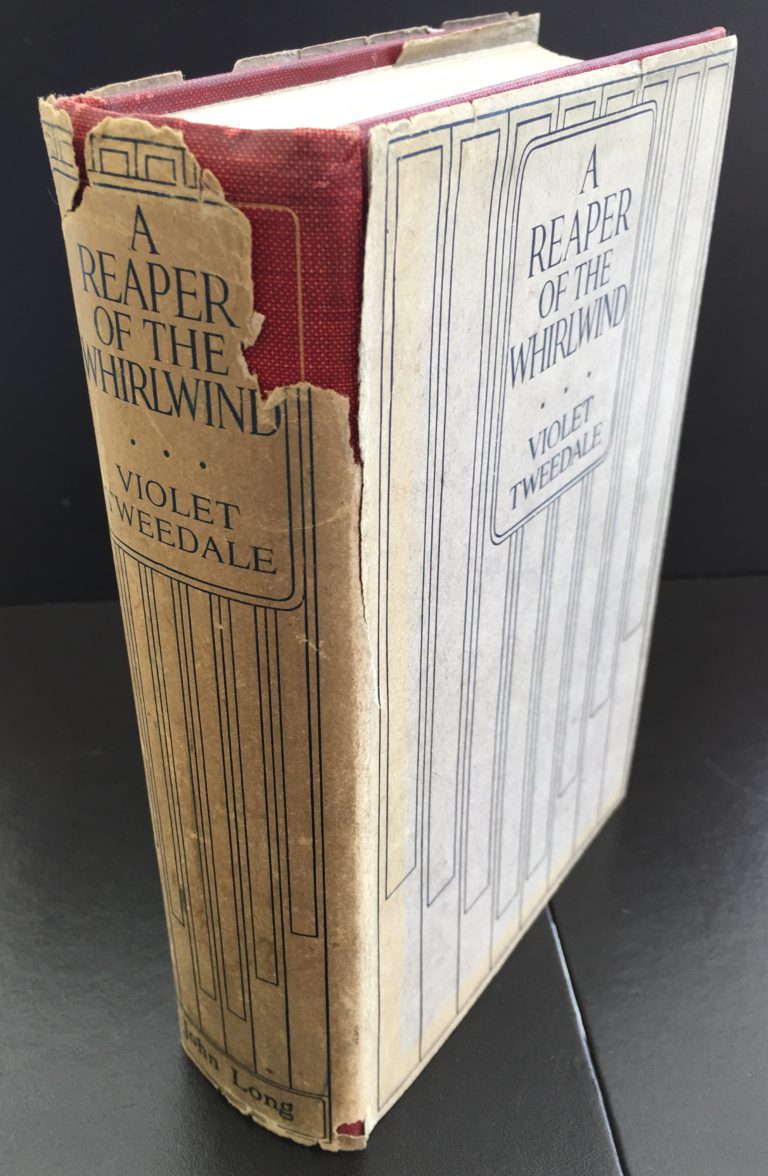 A
REAPER
OF THE
WHIRLWIND
. . .
VIOLET
TWEEDALE
John Long
A
REAPER
OF THE
WHIRLWIND
. . .
VIOLET
TWEEDALE